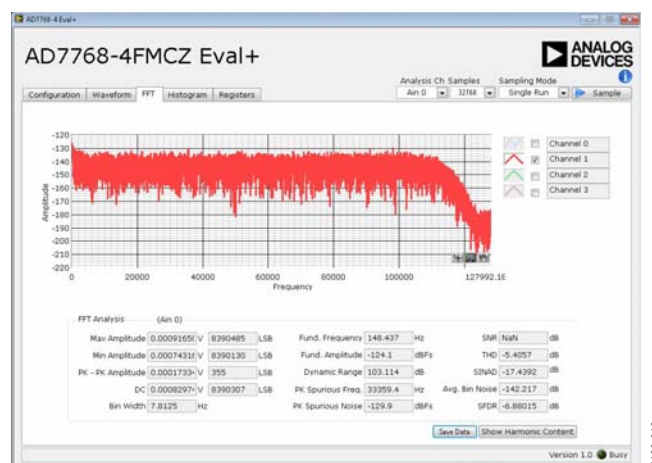 AD7768-4 Eval+
AD7768-4FMCZ Eval+
ANALOG DEVICES
Analysis Ch Samples Sampling Mode
Configuration Waveform FFT Histogram Registers
Ain 0 32768 Single Run Sample
-120
-130
-140
-150
-160
-170
-180
-190
-200
-210
-220
Amplitude
0 20000 40000 60000 80000 100000 127992.1
Frequency
Channel 0
Channel 1
Channel 2
Channel 3
FFT Analysis (Ain 0)
Max Amplitude V 8390485 LSB Fund. Frequency 148.437 Hz SNR NaN dB
Min Amplitude V 8390130 LSB Fund. Amplitude -124.1 dBFs THD -5.4057 dB
PK - PK Amplitude V 355 LSB Dynamic Range 103.114 dB SINAD -17.4392 dB
DC V 8390307 LSB PK Spurious Freq. 33359.4 Hz Avg. Bin Noise -142.217 dB
Bin Width 7.8125 Hz PK Spurious Noise -129.9 dBFs SFDR -6.88015 dB
Save Data Show Harmonic Content
Version 1.0 Busy